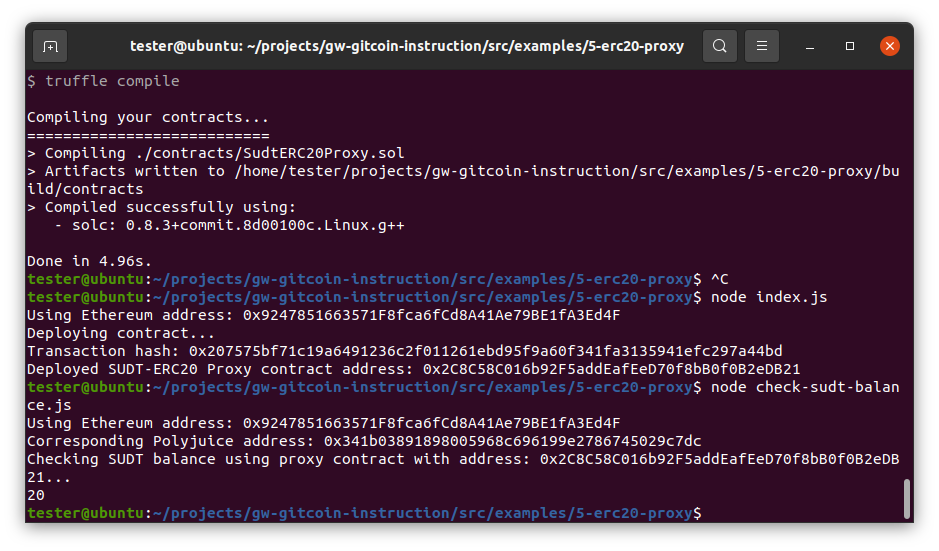 tester@ubuntu: ~/projects/gw-gitcoin-instruction/src/examples/5-erc20-proxy
$ truffle compile
Compiling your contracts...
===========================
> Compiling ./contracts/SudtERC20Proxy.sol
> Artifacts written to /home/tester/projects/gw-gitcoin-instruction/src/examples/5-erc20-proxy/bu
ild/contracts
> Compiled successfully using:
   - solc: 0.8.3+commit.8d00100c.Linux.g++
Done in 4.96s.
tester@ubuntu:~/projects/gw-gitcoin-instruction/src/examples/5-erc20-proxy$ ^C
tester@ubuntu:~/projects/gw-gitcoin-instruction/src/examples/5-erc20-proxy$ node index.js
Using Ethereum address: 0x9247851663571F8fca6fCd8A41Ae79BE1fA3Ed4F
Deploying contract...
Transaction hash: 0x207575bf71c19a6491236c2f011261ebd95f9a60f341fa3135941efc297a44bd
Deployed SUDT-ERC20 Proxy contract address: 0x2C8C58C016b92F5addEafEeD70f8bB0f0B2eDB21
tester@ubuntu:~/projects/gw-gitcoin-instruction/src/examples/5-erc20-proxy$ node check-sudt-balan
ce.js
Using Ethereum address: 0x9247851663571F8fca6fCd8A41Ae79BE1fA3Ed4F
Corresponding Polyjuice address: 0x341b03891898005968c696199e2786745029c7dc
Checking SUDT balance using proxy contract with address: 0x2C8C58C016b92F5addEafEeD70f8bB0f0B2eDB
21...
20
tester@ubuntu:~/projects/gw-gitcoin-instruction/src/examples/5-erc20-proxy$